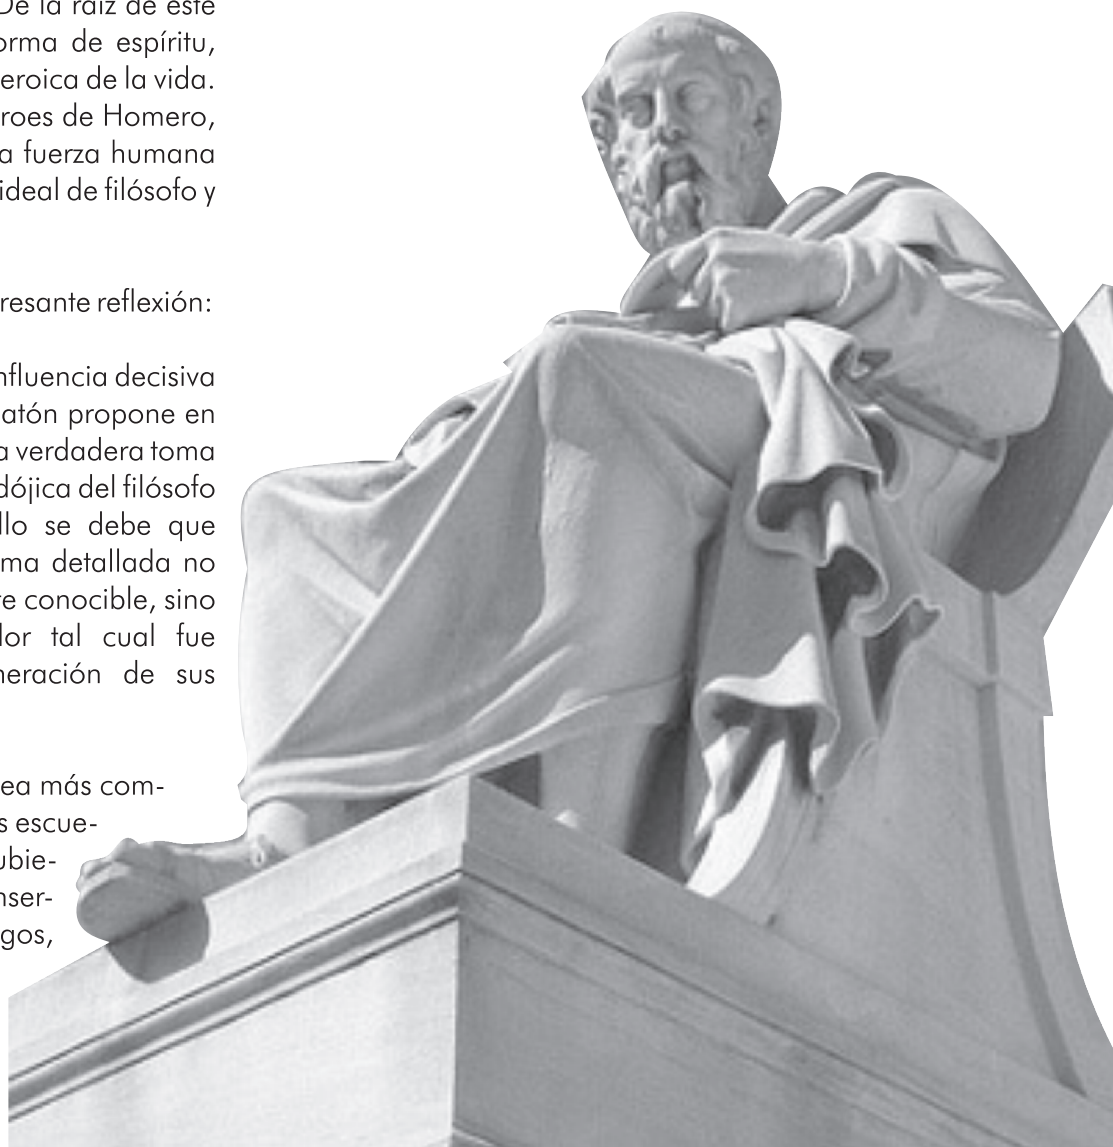 De la raíz de este
orma de espíritu,
eroica de la vida.
roes de Homero,
a fuerza humana
ideal de filósofo y
resante reflexión:
nfluencia decisiva
atón propone en
a verdadera toma
dójica del filósofo
llo se debe que
ma detallada no
te conocible, sino
dor tal cual fue
neración de sus
ea más com-
s escue-
ubie-
nser-
gos,